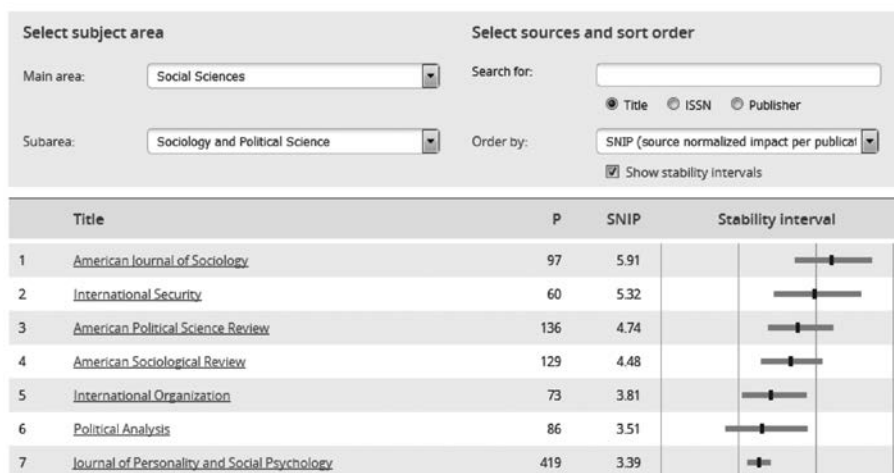 Select subject area
Select sources and sort order
Main area:
Social Sciences
Search for:
Title ISSN Publisher
Subarea:
Sociology and Political Science
Order by:
SNIP (source normalized impact per publicat
Show stability intervals
Title P SNIP Stability interval
1 American Journal of Sociology 97 5.91
2 International Security 60 5.32
3 American Political Science Review 136 4.74
4 American Sociological Review 129 4.48
5 International Organization 73 3.81
6 Political Analysis 86 3.51
7 Journal of Personality and Social Psychology 419 3.39